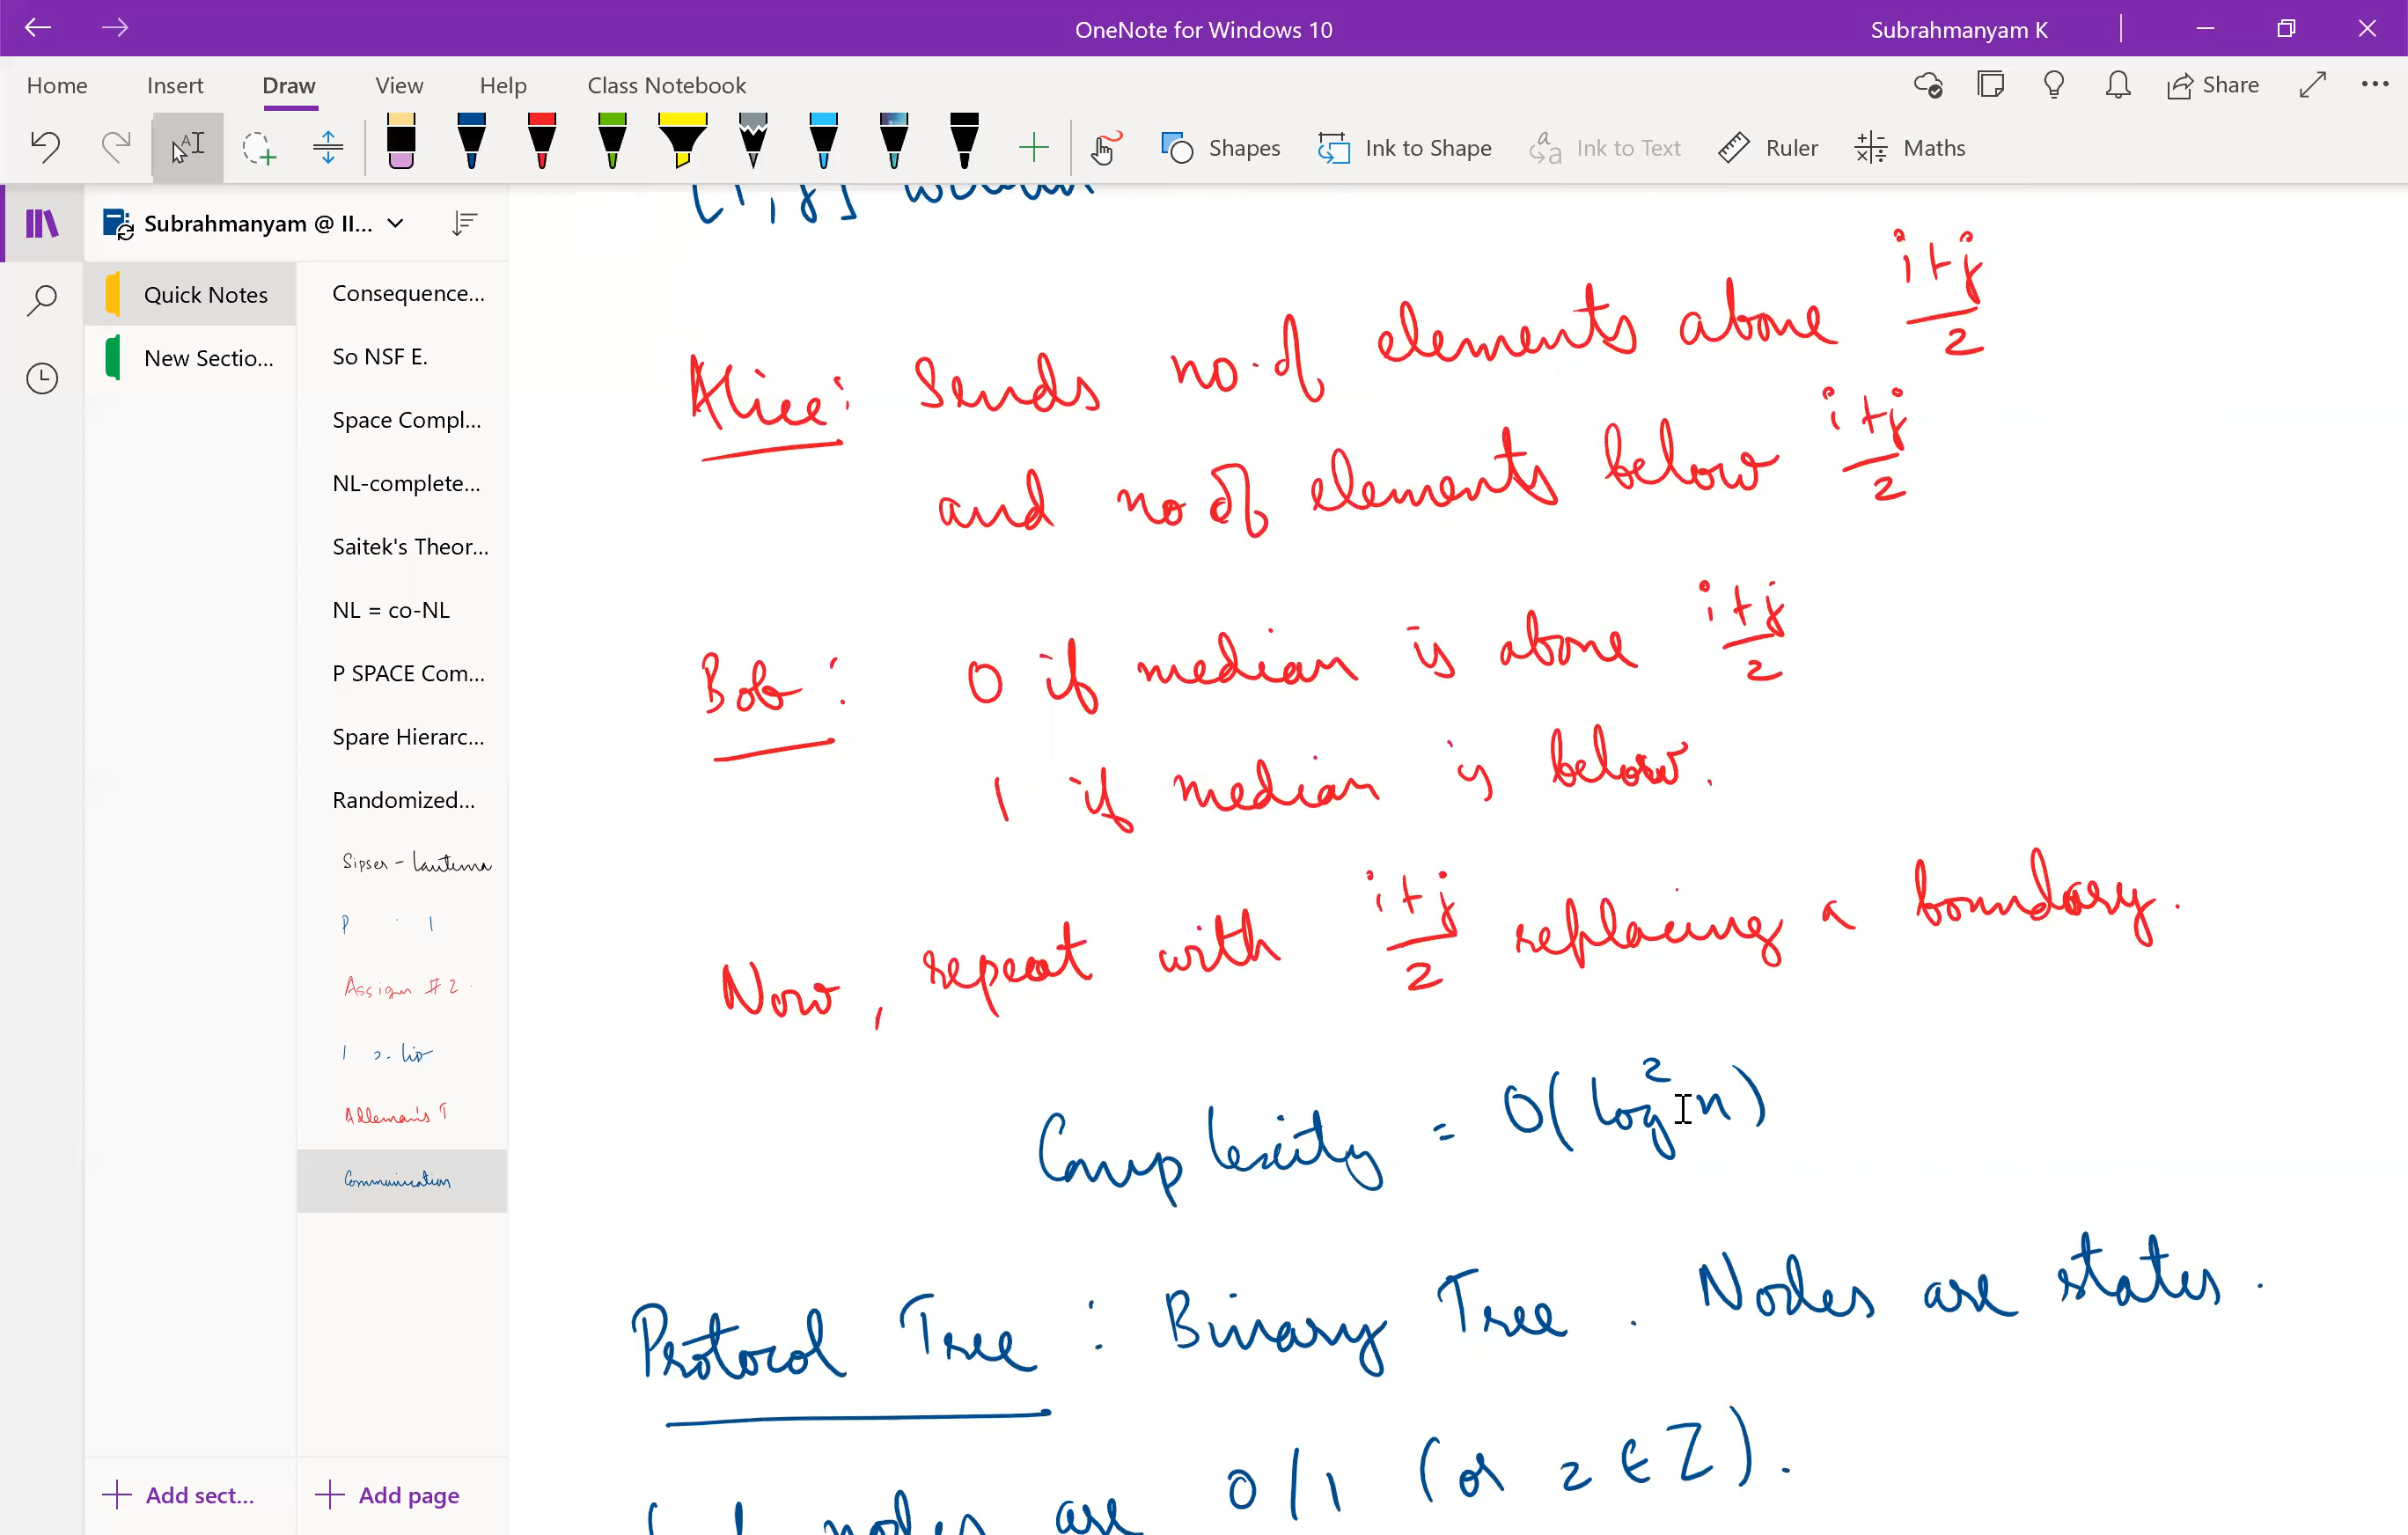 OneNote for Windows 10
Subrahmanyam K
Home Insert Draw View Help Class Notebook
Share
Shapes Ink to Shape Ink to Text Ruler Maths
Subrahmanyam @ II...
Quick Notes
New Sectio...
Consequence...
So NSF E.
Space Compl...
NL-complete...
Saitek's Theor...
NL = co-NL
P SPACE Com...
Spare Hierarc...
Randomized...
Sipser - Lautema
Assign # 2
Adleman's T
Communication
Add sect...
Add page
Alice: Sends no. of elements above i+j/2
and no of elements below i+j/2
Bob: 0 if median is above i+j/2
1 if median is below.
Now, repeat with i+j/2 replacing a boundary.
Complexity = O(log² n)
Protocol Tree : Binary Tree. Nodes are states.
nodes are 0/1 (or z ∈ Z).